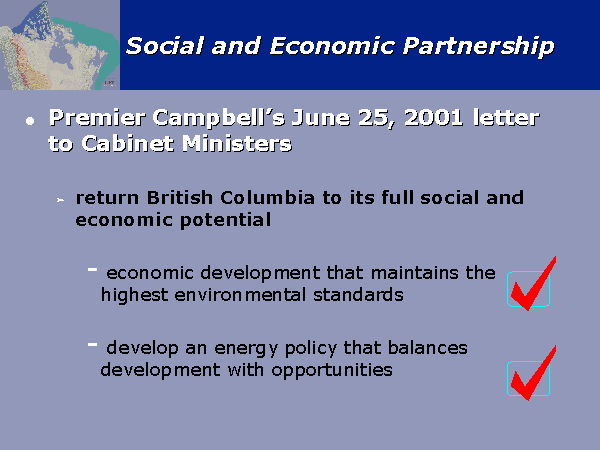 Social and Economic Partnership
• Premier Campbell’s June 25, 2001 letter
to Cabinet Ministers
➢ return British Columbia to its full social and
economic potential
- economic development that maintains the
highest environmental standards
- develop an energy policy that balances
development with opportunities